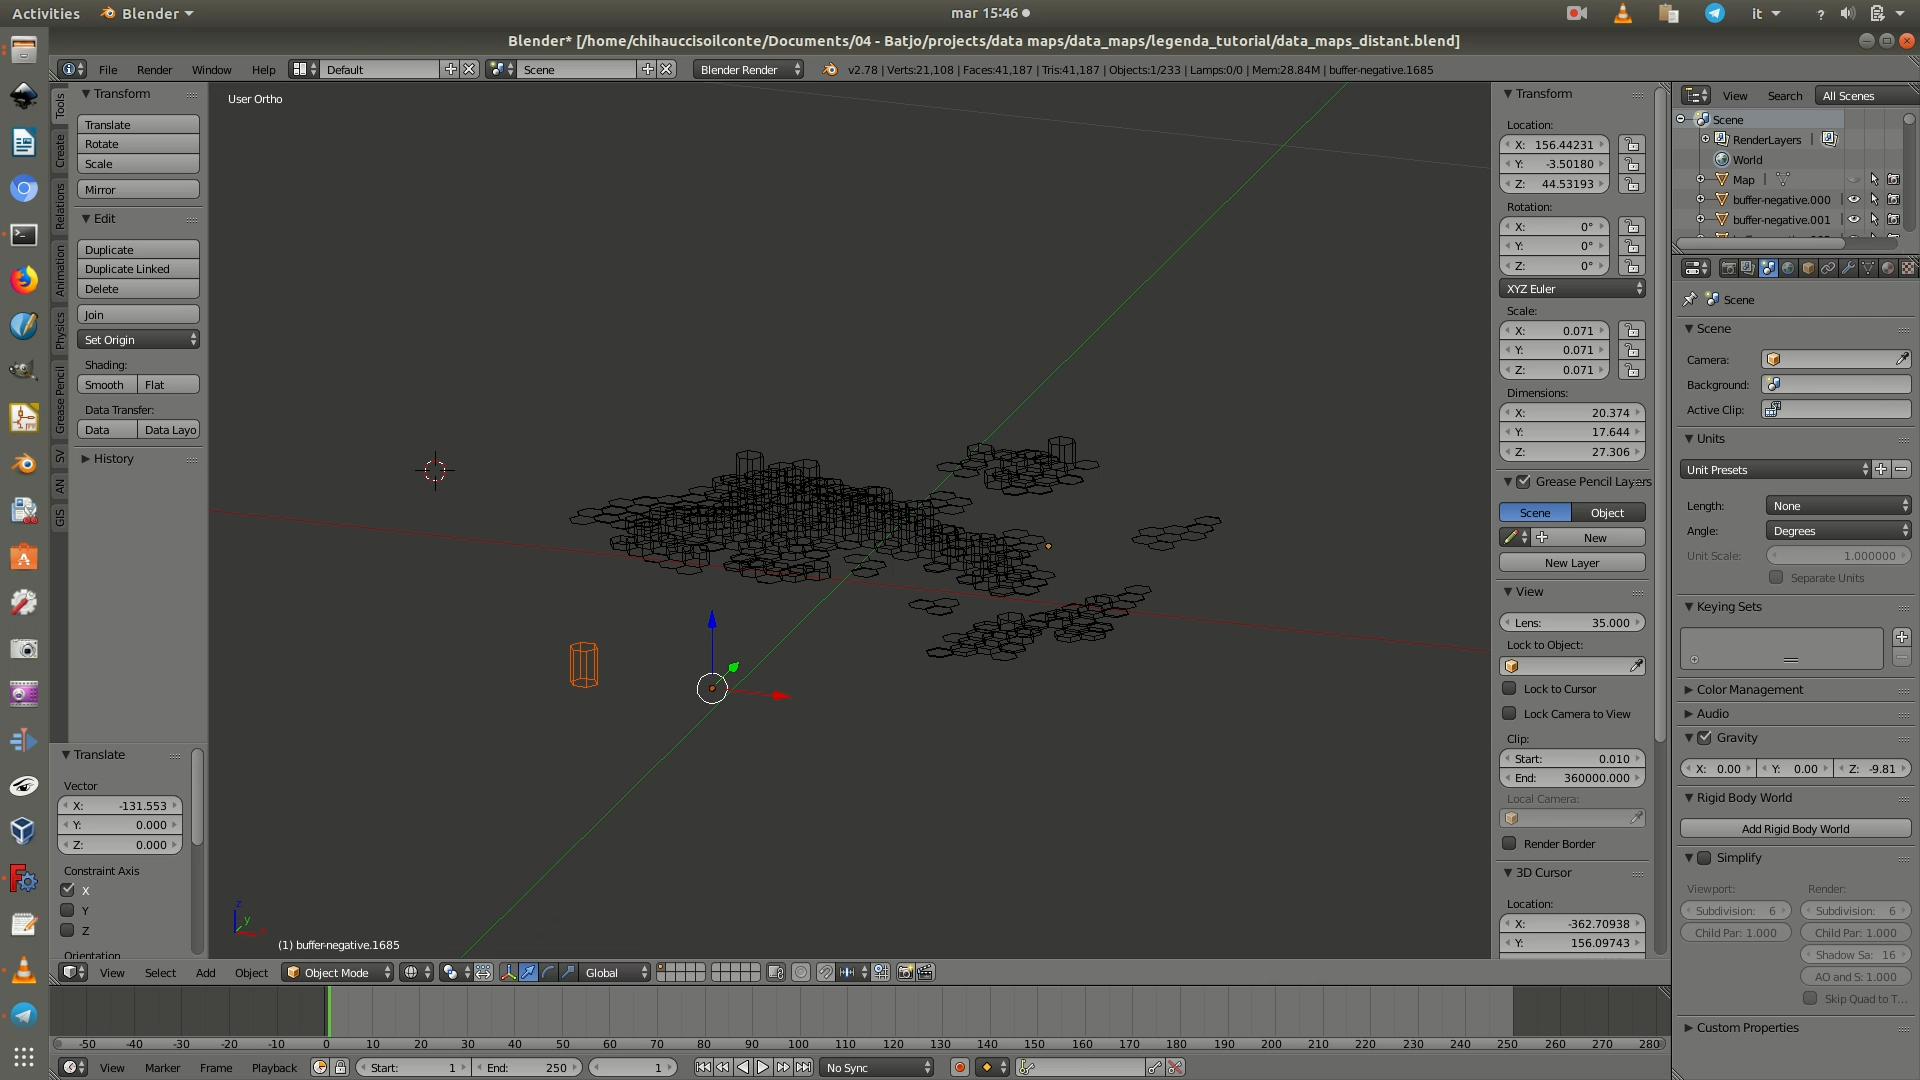 Activities Blender mar 15:46 it ?
Blender* [/home/chihauccisoilconte/Documents/04 - Batjo/projects/data maps/data_maps/legenda_tutorial/data_maps_distant.blend]
File Render Window Help Default Scene Blender Render v2.78 | Verts:21,108 | Faces:41,187 | Tris:41,187 | Objects:1/233 | Lamps:0/0 | Mem:28.84M | buffer-negative.1685
Tools
Create
Relations
Animation
Physics
Grease Pencil
SV
AN
GIS
Transform
Translate
Rotate
Scale
Mirror
Edit
Duplicate
Duplicate Linked
Delete
Join
Set Origin
Shading:
Smooth Flat
Data Transfer:
Data Data Layo
History
Translate
Vector
X: -131.553
Y: 0.000
Z: 0.000
Constraint Axis
X
Y
Z
Orientation
User Ortho
z
y
(1) buffer-negative.1685
Transform
Location:
X: 156.44231
Y: -3.50180
Z: 44.53193
Rotation:
X: 0°
Y: 0°
Z: 0°
XYZ Euler
Scale:
X: 0.071
Y: 0.071
Z: 0.071
Dimensions:
X: 20.374
Y: 17.644
Z: 27.306
Grease Pencil Layers
Scene Object
New
New Layer
View
Lens: 35.000
Lock to Object:
Lock to Cursor
Lock Camera to View
Clip:
Start: 0.010
End: 360000.000
Local Camera:
Render Border
3D Cursor
Location:
X: -362.70938
Y: 156.09743
View Search All Scenes
Scene
RenderLayers
World
Map
buffer-negative.000
buffer-negative.001
Scene
Scene
Camera:
Background:
Active Clip:
Units
Unit Presets
Length: None
Angle: Degrees
Unit Scale: 1.000000
Separate Units
Keying Sets
Color Management
Audio
Gravity
X: 0.00 Y: 0.00 Z: -9.81
Rigid Body World
Add Rigid Body World
Simplify
Viewport: Render:
Subdivision: 6 Subdivision: 6
Child Par: 1.000 Child Par: 1.000
Shadow Sa: 16
AO and S: 1.000
Skip Quad to T...
Custom Properties
View Select Add Object Object Mode Global
-50 -40 -30 -20 -10 0 10 20 30 40 50 60 70 80 90 100 110 120 130 140 150 160 170 180 190 200 210 220 230 240 250 260 270 280
View Marker Frame Playback Start: 1 End: 250 1 No Sync